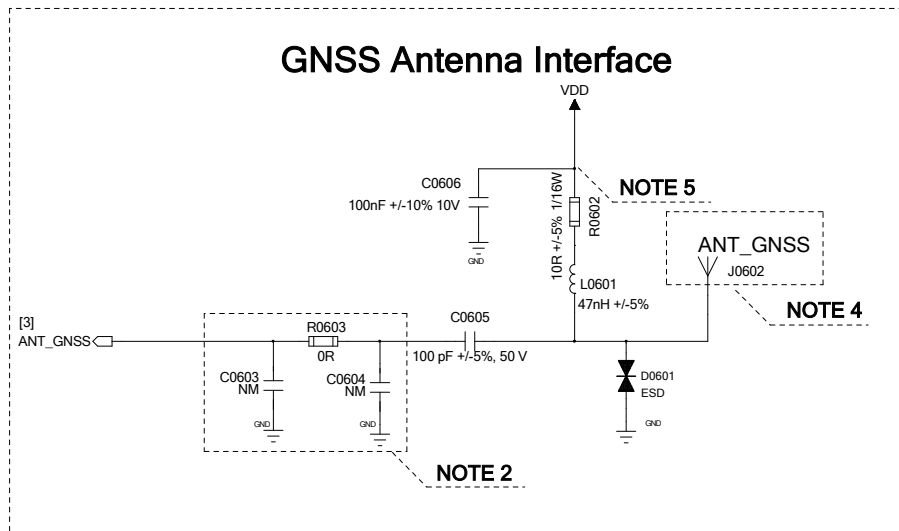 GNSS Antenna Interface
VDD
C0606
100nF +/-10% 10V
GND
10R +/-5% 1/16W
R0602
NOTE 5
L0601
47nH +/-5%
ANT_GNSS
J0602
NOTE 4
[3]
ANT_GNSS
R0603
0R
C0603
NM
GND
C0604
NM
GND
C0605
100 pF +/-5%, 50 V
D0601
ESD
GND
NOTE 2